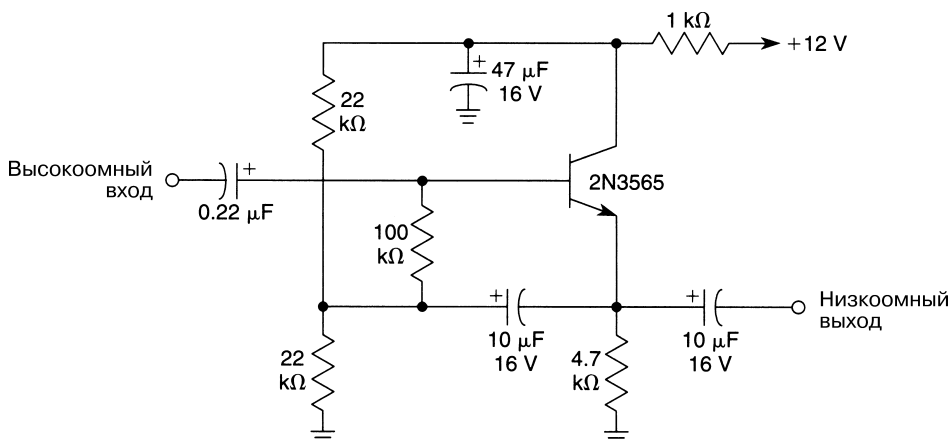 1 kΩ
+12 V
+
47 µF
16 V
22
kΩ
Высокоомный
вход
+
0.22 µF
2N3565
100
kΩ
+
10 µF
16 V
+
10 µF
16 V
Низкоомный
выход
22
kΩ
4.7
kΩ